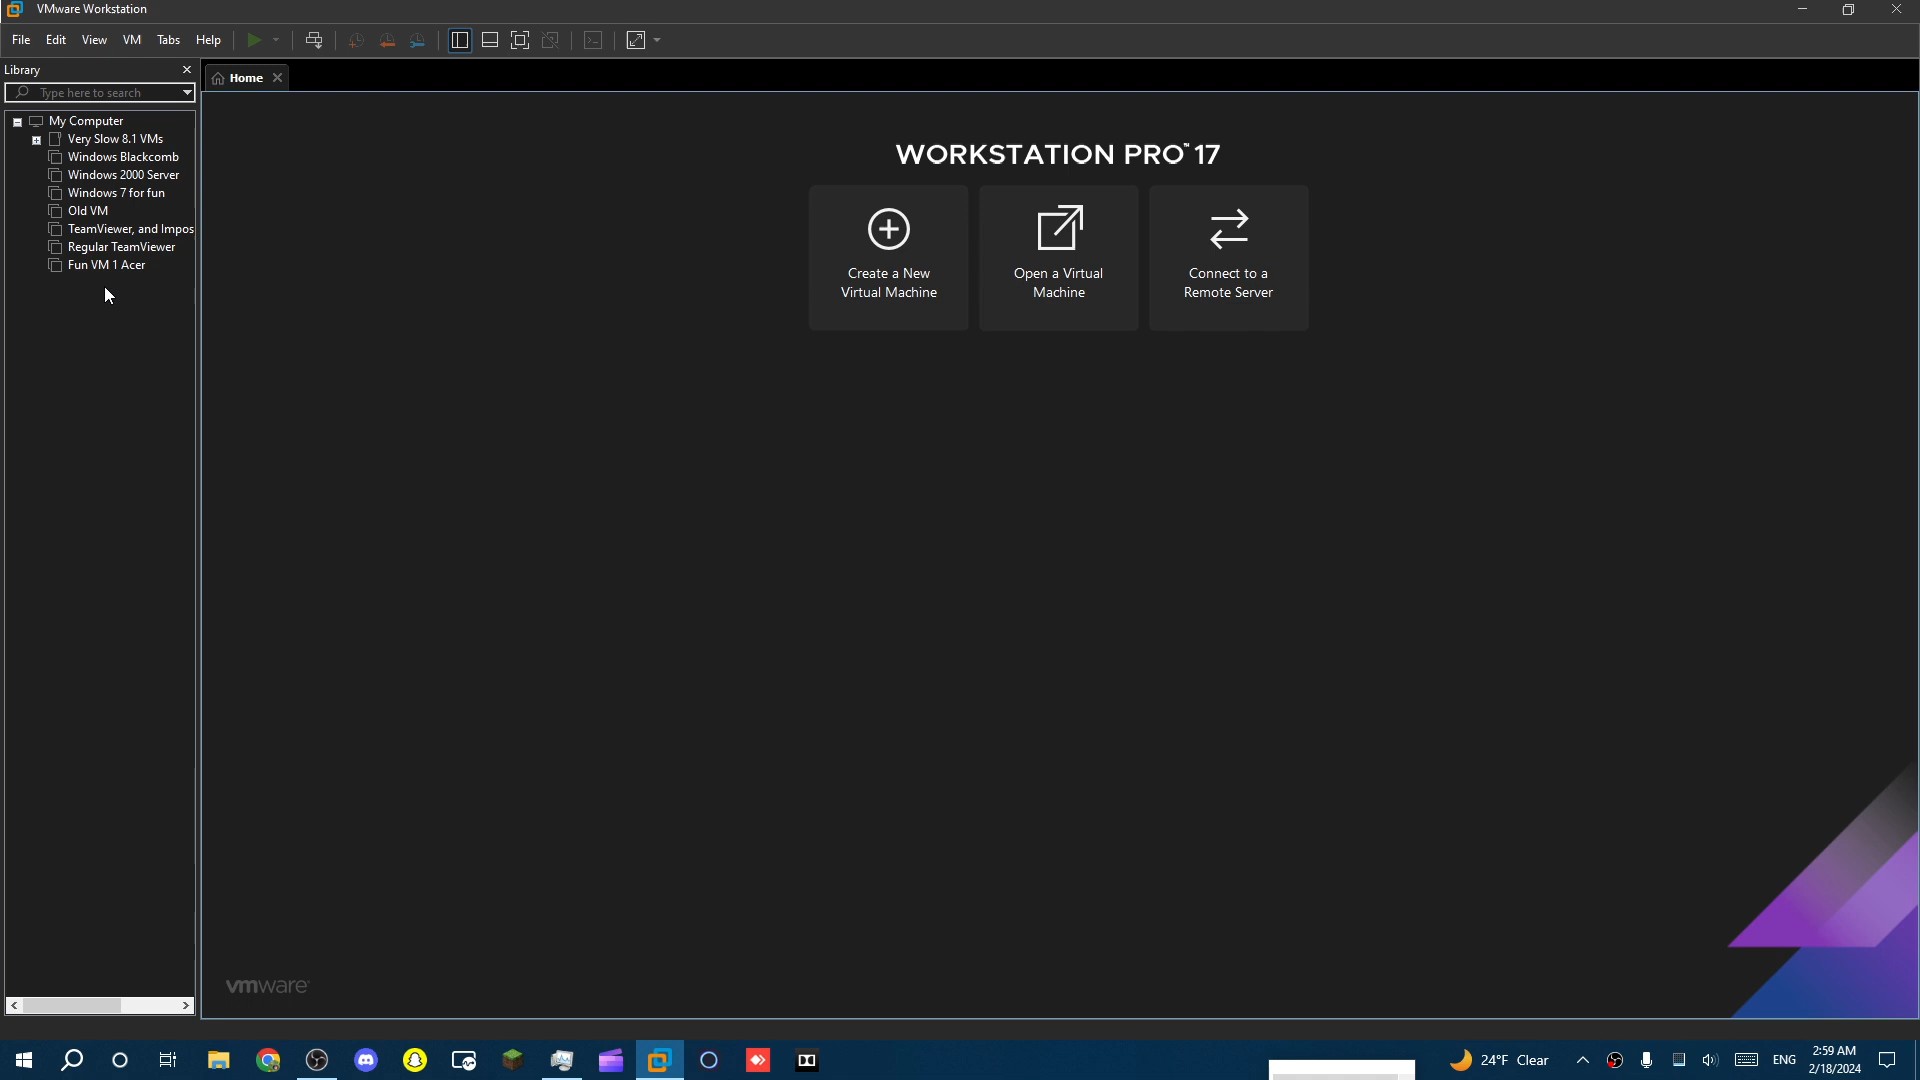 VMware Workstation
File Edit View VM Tabs Help
Library
Type here to search
Home
My Computer
Very Slow 8.1 VMs
Windows Blackcomb
Windows 2000 Server
Windows 7 for fun
Old VM
TeamViewer, and Impos
Regular TeamViewer
Fun VM 1 Acer
WORKSTATION PRO™ 17
Create a New
Virtual Machine
Open a Virtual
Machine
Connect to a
Remote Server
vmware
24°F Clear
ENG
2:59 AM
2/18/2024